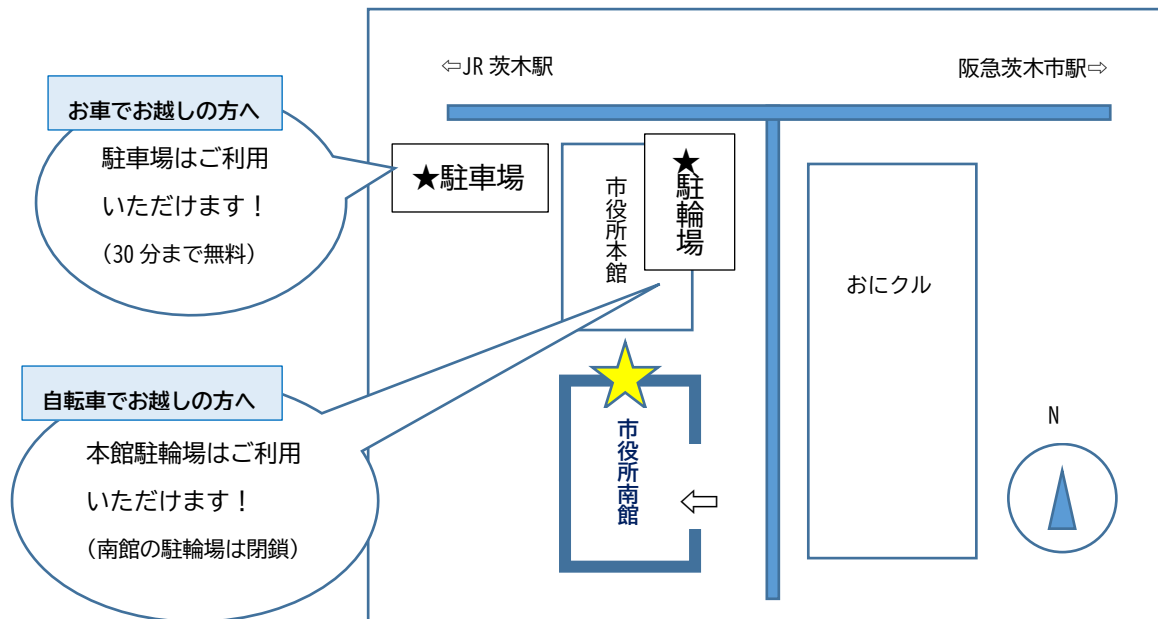 ⇦JR 茨木駅
阪急茨木市駅⇨
お車でお越しの方へ
駐車場はご利用
いただけます！
（30 分まで無料）
★駐車場
市役所本館
★駐輪場
おにクル
自転車でお越しの方へ
本館駐輪場はご利用
いただけます！
（南館の駐輪場は閉鎖）
市役所南館
N